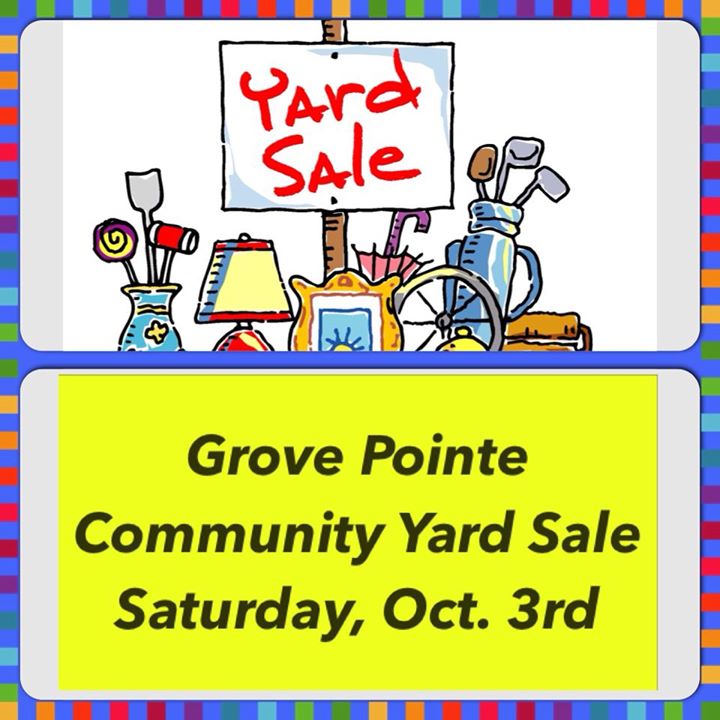 YArd
SAle
Grove Pointe
Community Yard Sale
Saturday, Oct. 3rd